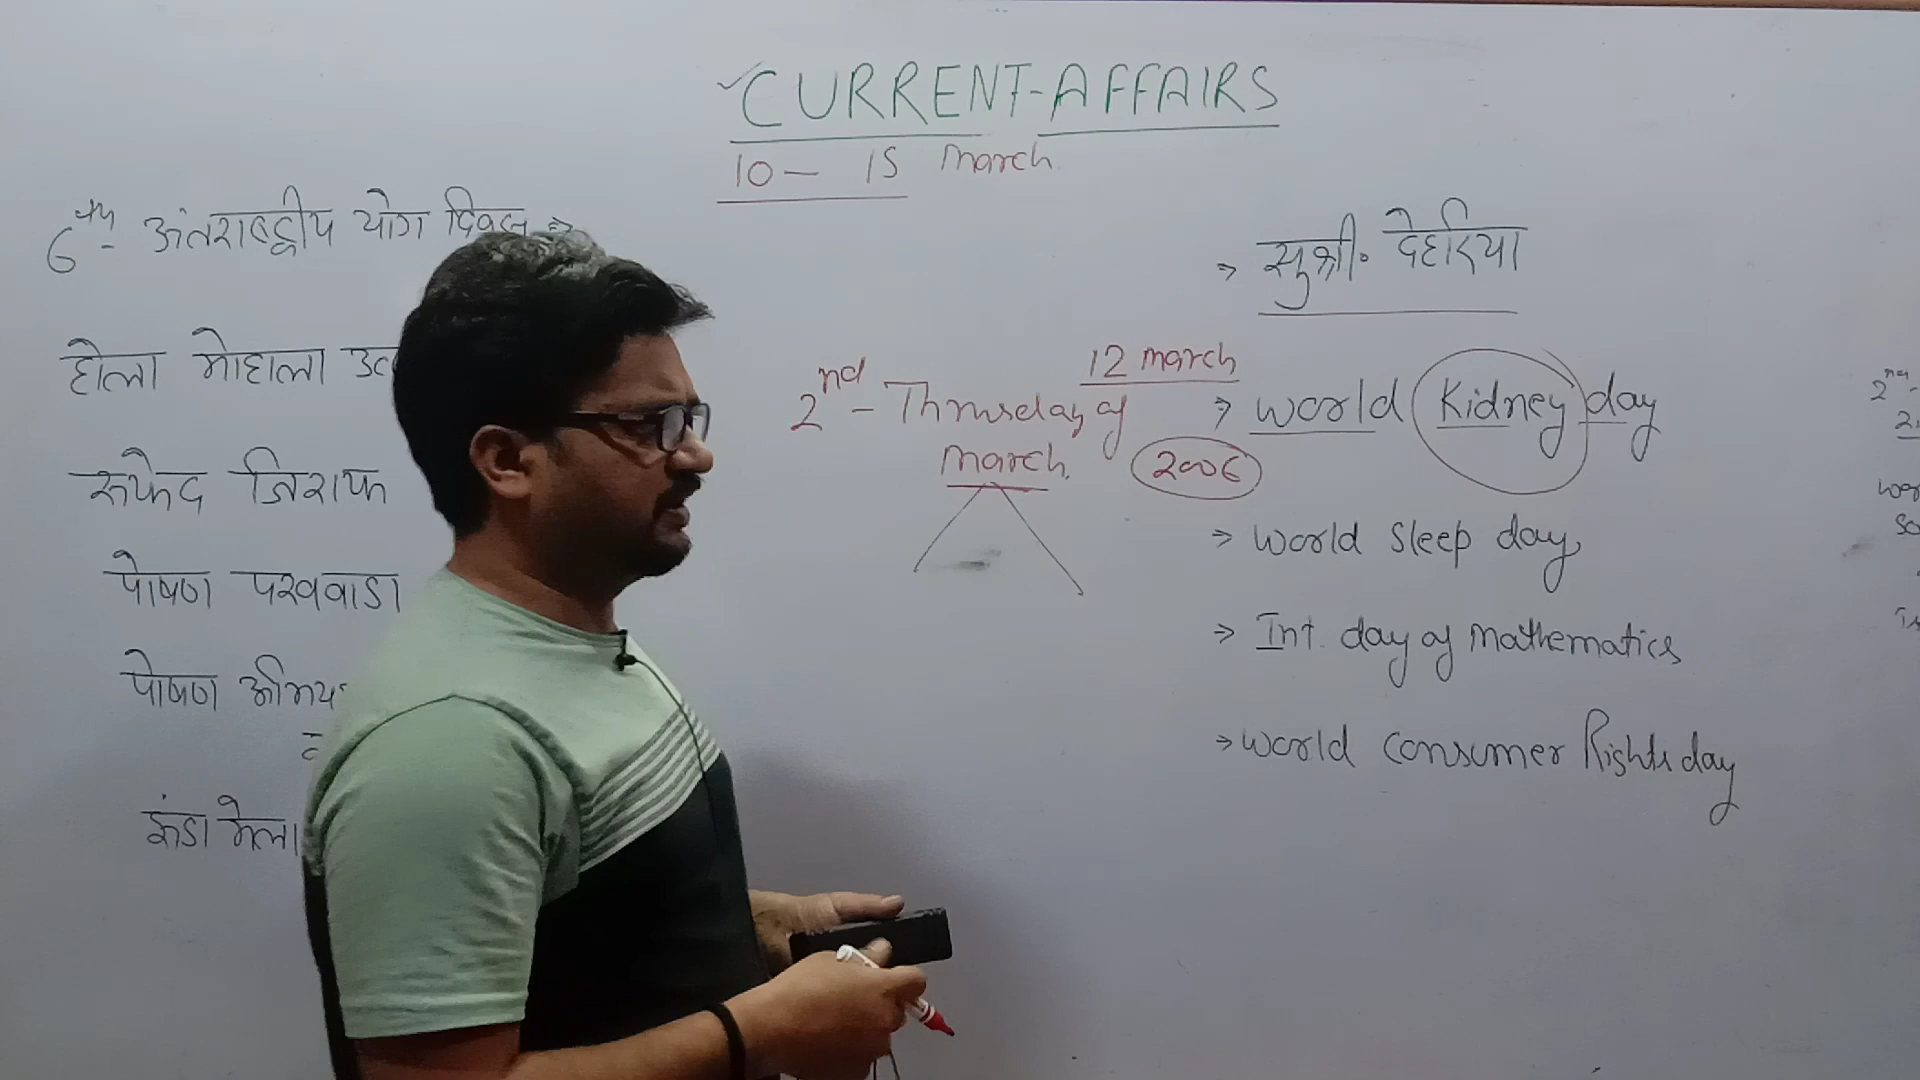 CURRENT-AFFAIRS
10 - 15 March
6th अंतराष्ट्रीय योग दिवस ⇒
होला मोहाला
सफेद जिराफ
पोषण पखवाडा
पोषण
मेला
⇒ सुश्री. देहरिया
12 march
2nd - Thrusday of
march
2006
⇒ world Kidney day
⇒ world Sleep day
⇒ Int. day of Mathematics
⇒ world Consumer Rights day